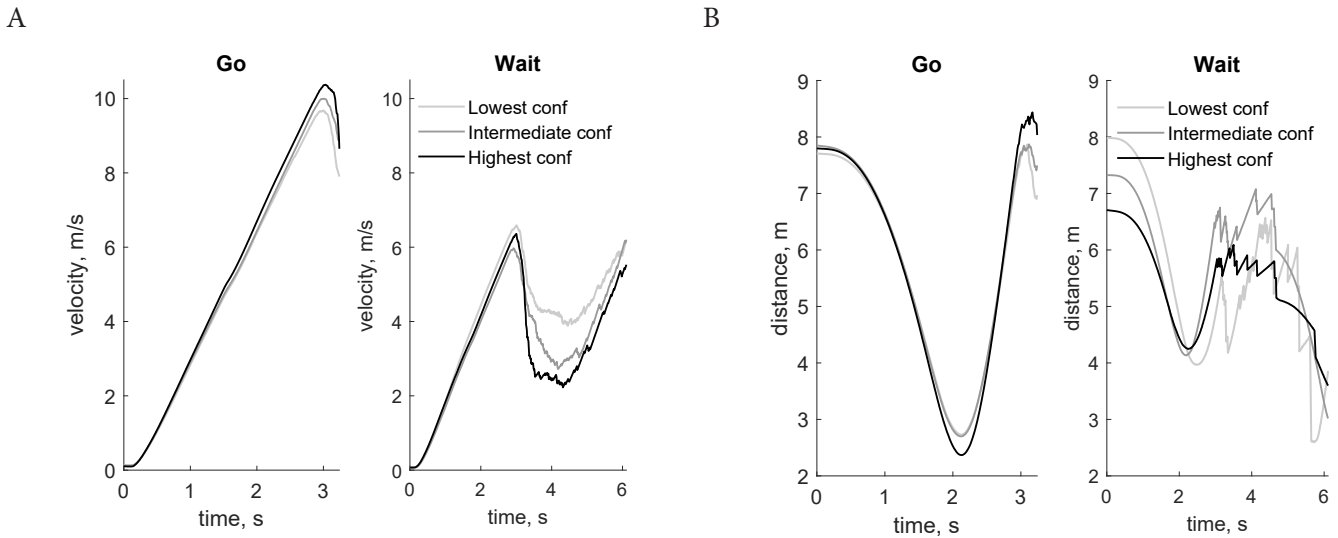 A
B
Go
Wait
velocity, m/s
10
8
6
4
2
0
0
1
2
3
time, s
velocity, m/s
10
8
6
4
2
0
0
2
4
6
time, s
Lowest conf
Intermediate conf
Highest conf
Go
Wait
distance, m
9
8
7
6
5
4
3
2
0
1
2
3
time, s
distance, m
9
8
7
6
5
4
3
2
0
2
4
6
time, s
Lowest conf
Intermediate conf
Highest conf